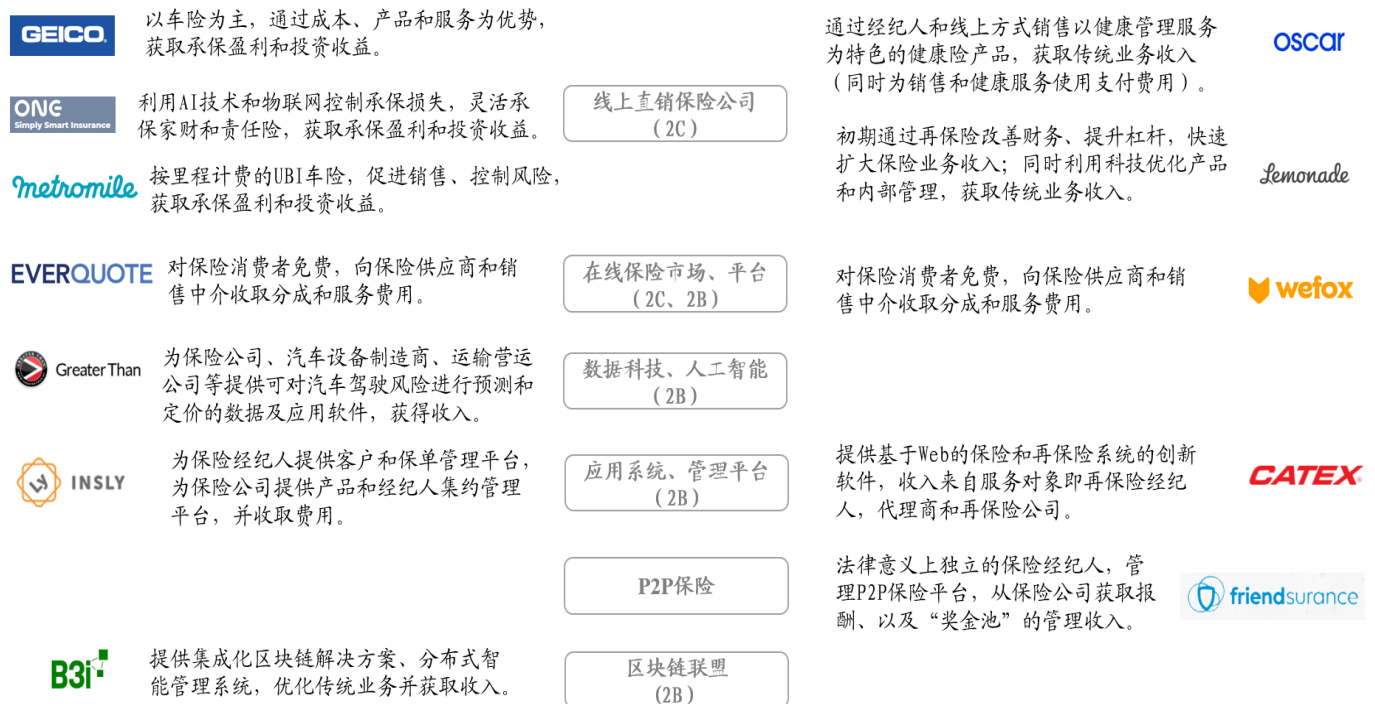 GEICO.
以车险为主，通过成本、产品和服务为优势，
获取承保盈利和投资收益。
ONE
Simply Smart Insurance
利用AI技术和物联网控制承保损失，灵活承
保家财和责任险，获取承保盈利和投资收益。
metromile
按里程计费的UBI车险，促进销售、控制风险，
获取承保盈利和投资收益。
线上直销保险公司
（2C）
通过经纪人和线上方式销售以健康管理服务
为特色的健康险产品，获取传统业务收入
（同时为销售和健康服务使用支付费用）。
oscar
初期通过再保险改善财务、提升杠杆，快速
扩大保险业务收入；同时利用科技优化产品
和内部管理，获取传统业务收入。
Lemonade
EVERQUOTE
对保险消费者免费，向保险供应商和销
售中介收取分成和服务费用。
在线保险市场、平台
（2C、2B）
对保险消费者免费，向保险供应商和销
售中介收取分成和服务费用。
wefox
Greater Than
为保险公司、汽车设备制造商、运输营运
公司等提供可对汽车驾驶风险进行预测和
定价的数据及应用软件，获得收入。
数据科技、人工智能
（2B）
INSLY
为保险经纪人提供客户和保单管理平台，
为保险公司提供产品和经纪人集约管理
平台，并收取费用。
应用系统、管理平台
（2B）
提供基于Web的保险和再保险系统的创新
软件，收入来自服务对象即再保险经纪
人，代理商和再保险公司。
CATEX
P2P保险
法律意义上独立的保险经纪人，管
理P2P保险平台，从保险公司获取报
酬、以及“奖金池”的管理收入。
friendsurance
B3i
提供集成化区块链解决方案、分布式智
能管理系统，优化传统业务并获取收入。
区块链联盟
（2B）